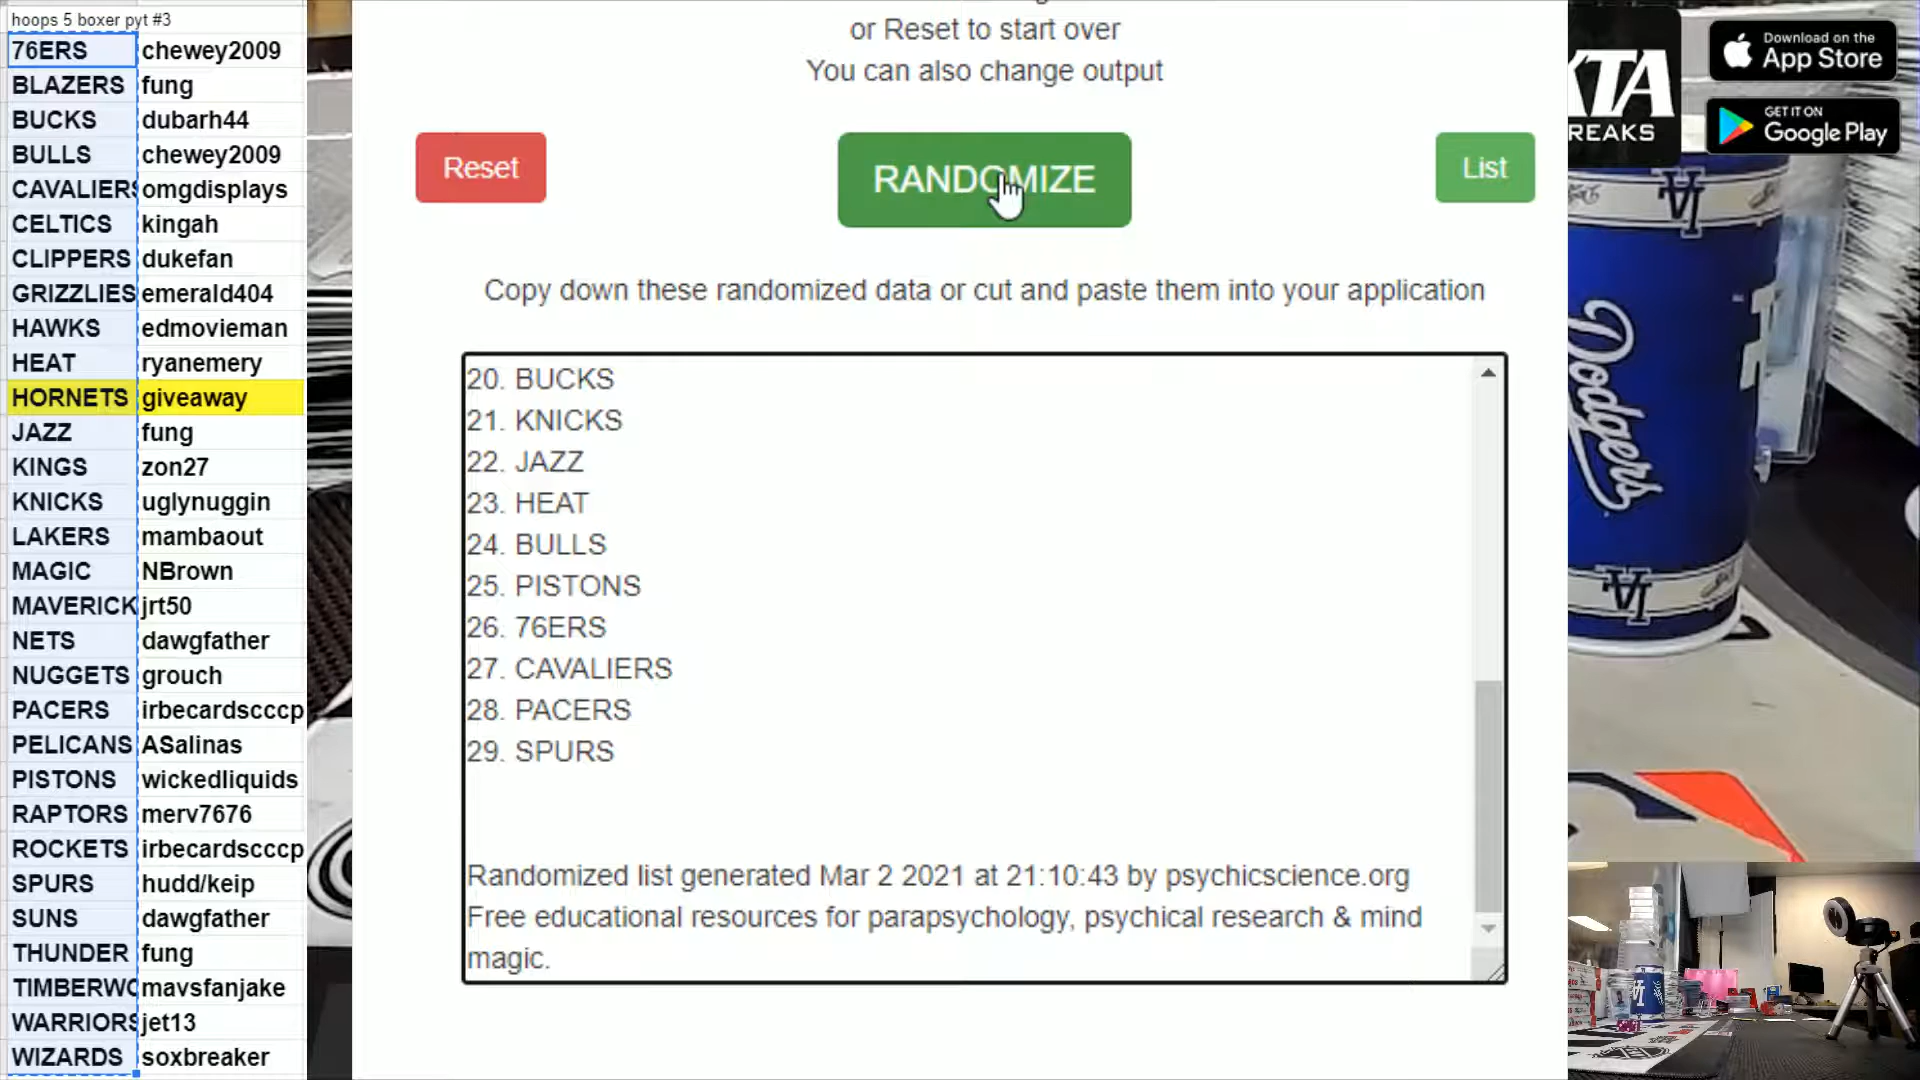 hoops 5 boxer pyt #3
76ERS chewey2009
BLAZERS fung
BUCKS dubarh44
BULLS chewey2009
CAVALIERS omgdisplays
CELTICS kingah
CLIPPERS dukefan
GRIZZLIES emerald404
HAWKS edmovieman
HEAT ryanemery
HORNETS giveaway
JAZZ fung
KINGS zon27
KNICKS uglynuggin
LAKERS mambaout
MAGIC NBrown
MAVERICK jrt50
NETS dawgfather
NUGGETS grouch
PACERS irbecardscccp
PELICANS ASalinas
PISTONS wickedliquids
RAPTORS merv7676
ROCKETS irbecardscccp
SPURS hudd/keip
SUNS dawgfather
THUNDER fung
TIMBERWO mavsfanjake
WARRIORS jet13
WIZARDS soxbreaker
or Reset to start over
You can also change output
Reset
RANDOMIZE
List
Copy down these randomized data or cut and paste them into your application
20. BUCKS
21. KNICKS
22. JAZZ
23. HEAT
24. BULLS
25. PISTONS
26. 76ERS
27. CAVALIERS
28. PACERS
29. SPURS
Randomized list generated Mar 2 2021 at 21:10:43 by psychicscience.org
Free educational resources for parapsychology, psychical research & mind
magic.
KTA
REAKS
Download on the
App Store
GET IT ON
Google Play
LA
Dodgers
LA